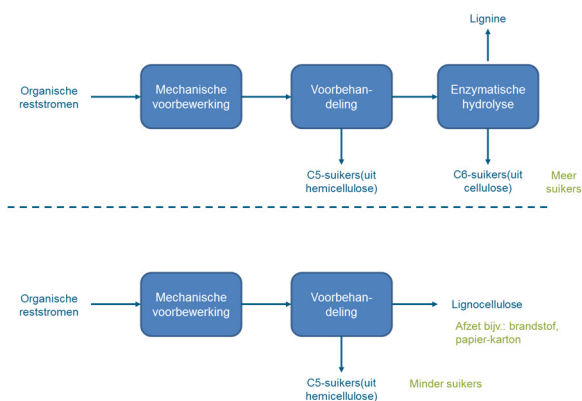 Lignine
Organische
reststromen
Mechanische
voorbewerking
Voorbehan-
deling
Enzymatische
hydrolyse
C5-suikers(uit
hemicellulose)
C6-suikers(uit
cellulose)
Meer
suikers
Organische
reststromen
Mechanische
voorbewerking
Voorbehan-
deling
Lignocellulose
Afzet bijv.: brandstof,
papier-karton
C5-suikers(uit
hemicellulose)
Minder suikers